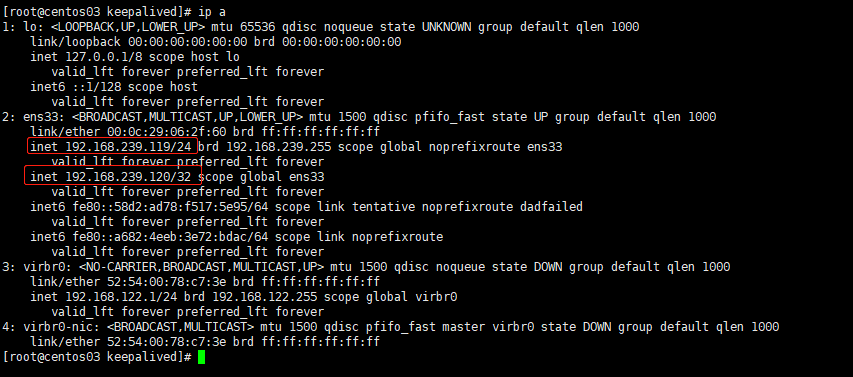 [root@centos03 keepalived]# ip a
1: lo: <LOOPBACK,UP,LOWER_UP> mtu 65536 qdisc noqueue state UNKNOWN group default qlen 1000
    link/loopback 00:00:00:00:00:00 brd 00:00:00:00:00:00
    inet 127.0.0.1/8 scope host lo
       valid_lft forever preferred_lft forever
    inet6 ::1/128 scope host
       valid_lft forever preferred_lft forever
2: ens33: <BROADCAST,MULTICAST,UP,LOWER_UP> mtu 1500 qdisc pfifo_fast state UP group default qlen 1000
    link/ether 00:0c:29:06:2f:60 brd ff:ff:ff:ff:ff:ff
    inet 192.168.239.119/24 brd 192.168.239.255 scope global noprefixroute ens33
       valid_lft forever preferred_lft forever
    inet 192.168.239.120/32 scope global ens33
       valid_lft forever preferred_lft forever
    inet6 fe80::58d2:ad78:f517:5e95/64 scope link tentative noprefixroute dadfailed
       valid_lft forever preferred_lft forever
    inet6 fe80::a682:4eeb:3e72:bdac/64 scope link noprefixroute
       valid_lft forever preferred_lft forever
3: virbr0: <NO-CARRIER,BROADCAST,MULTICAST,UP> mtu 1500 qdisc noqueue state DOWN group default qlen 1000
    link/ether 52:54:00:78:c7:3e brd ff:ff:ff:ff:ff:ff
    inet 192.168.122.1/24 brd 192.168.122.255 scope global virbr0
       valid_lft forever preferred_lft forever
4: virbr0-nic: <BROADCAST,MULTICAST> mtu 1500 qdisc pfifo_fast master virbr0 state DOWN group default qlen 1000
    link/ether 52:54:00:78:c7:3e brd ff:ff:ff:ff:ff:ff
[root@centos03 keepalived]#